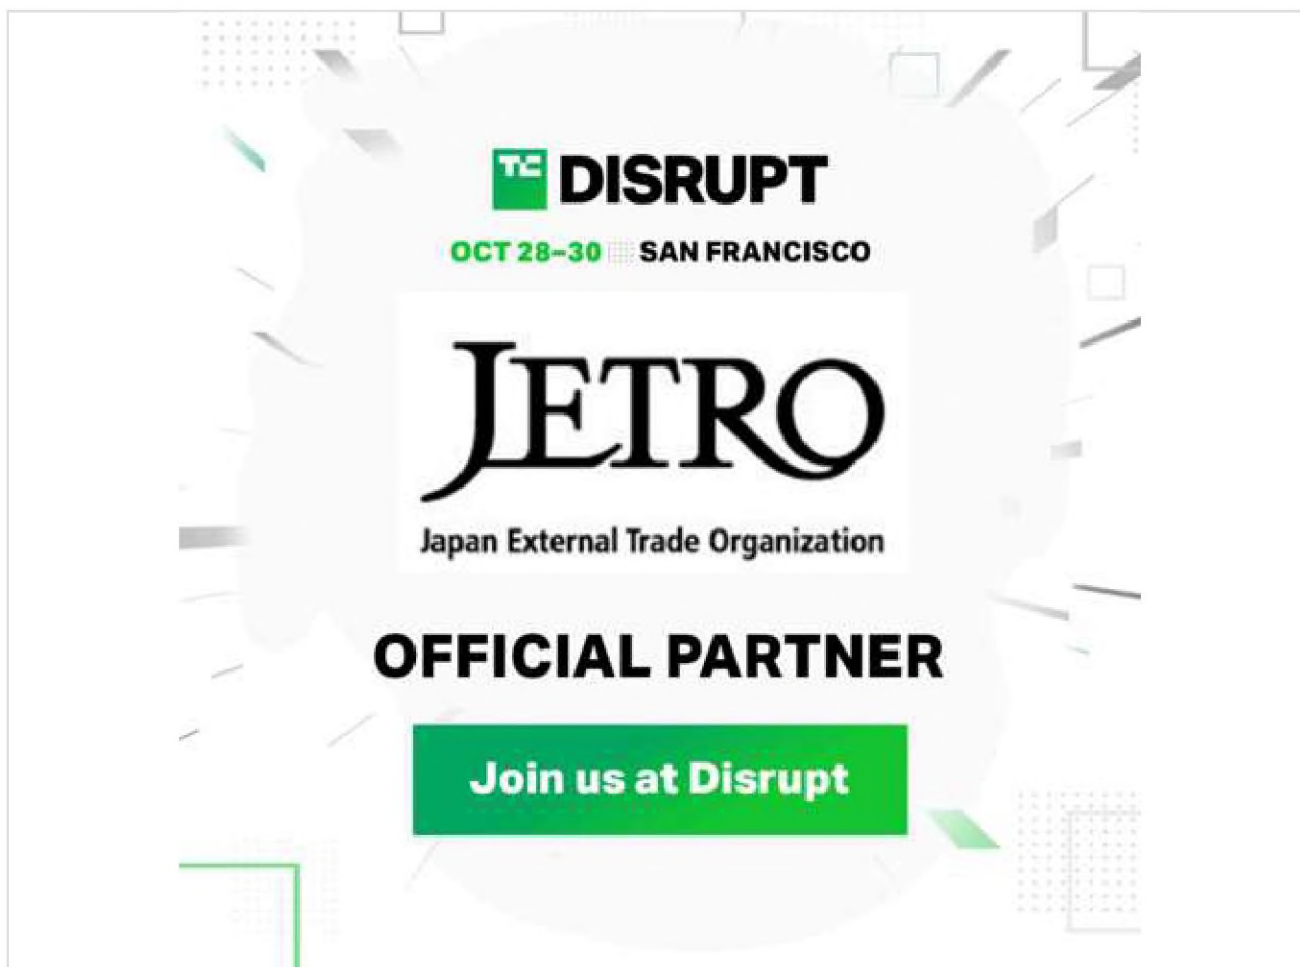 TC DISRUPT
OCT 28–30 SAN FRANCISCO
JETRO
Japan External Trade Organization
OFFICIAL PARTNER
Join us at Disrupt